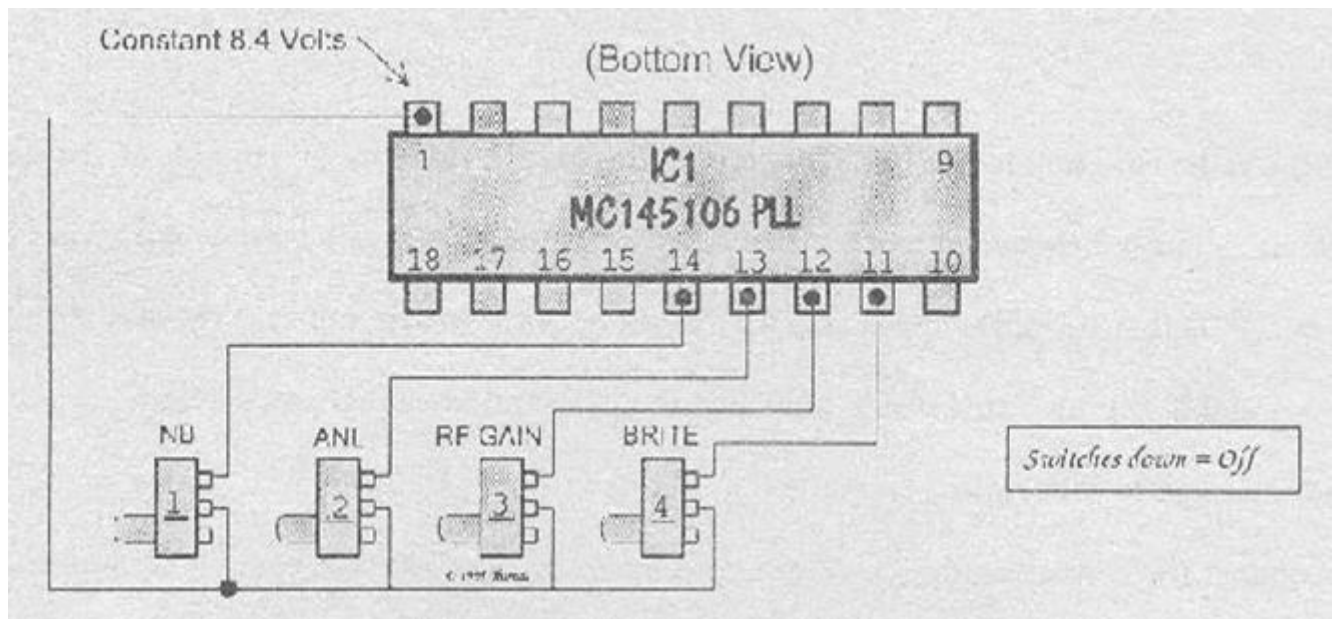 Constant 8.4 Volts
(Bottom View)
1 9
IC1
MC145106 PLL
18 17 16 15 14 13 12 11 10
NB ANL RF GAIN BRITE
1 2 3 4
Switches down = Off